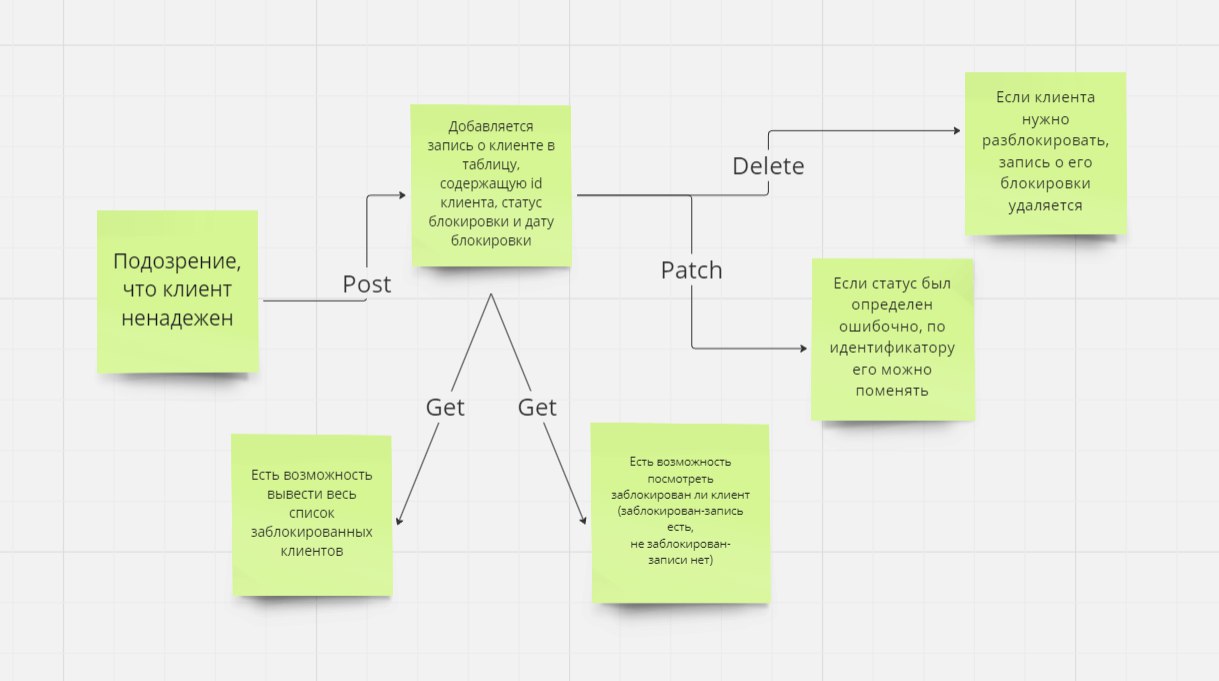 Подозрение,
что клиент
ненадежен
Post
Добавляется
запись о клиенте в
таблицу,
содержащую id
клиента, статус
блокировки и дату
блокировки
Delete
Если клиента
нужно
разблокировать,
запись о его
блокировки
удаляется
Patch
Если статус был
определен
ошибочно, по
идентификатору
его можно
поменять
Get
Get
Есть возможность
вывести весь
список
заблокированных
клиентов
Есть возможность
посмотреть
заблокирован ли клиент
(заблокирован-запись
есть,
не заблокирован-
записи нет)